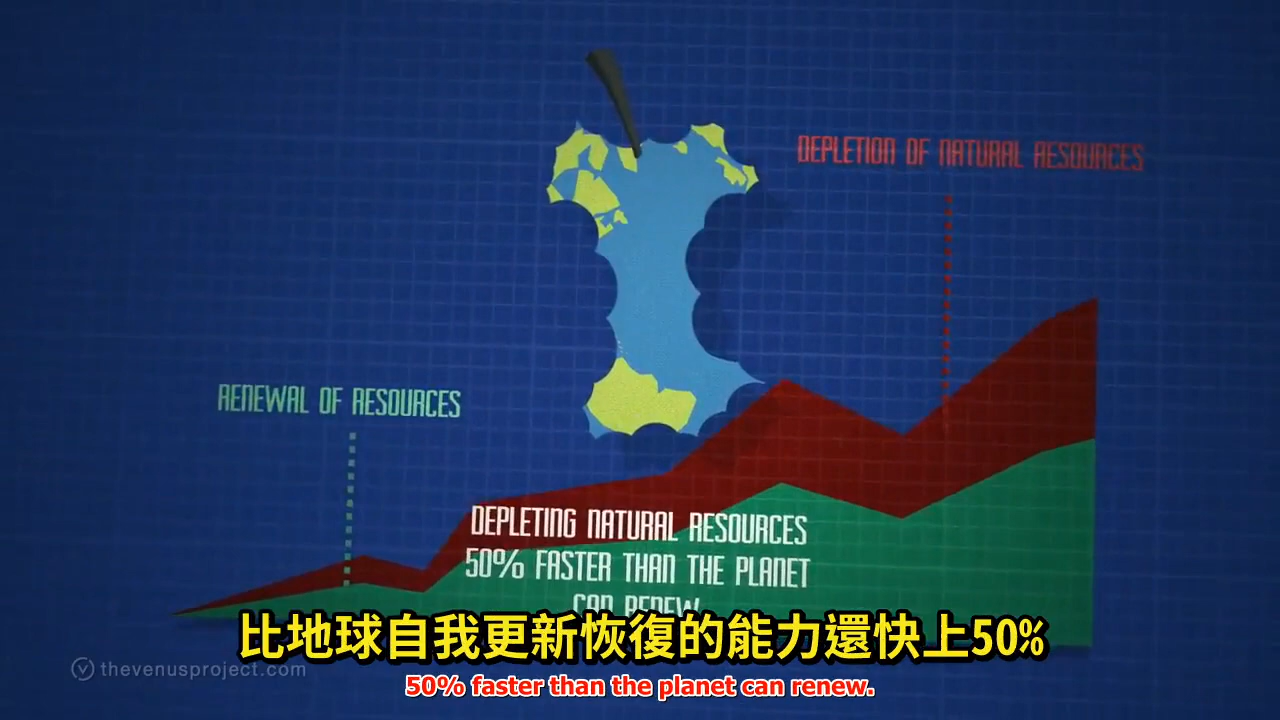 DEPLETION OF NATURAL RESOURCES
RENEWAL OF RESOURCES
DEPLETING NATURAL RESOURCES
50% FASTER THAN THE PLANET
CAN RENEW
比地球自我更新恢復的能力還快上50%
thevenusproject.com
50% faster than the planet can renew.